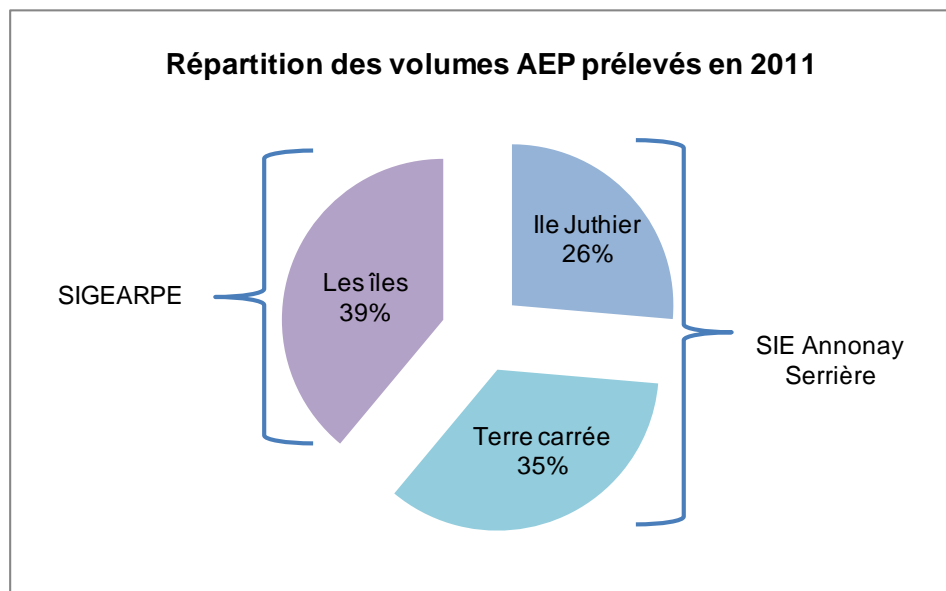 Répartition des volumes AEP prélevés en 2011
Ile Juthier
26%
Les îles
39%
SIGEARPE
SIE Annonay
Serrière
Terre carrée
35%